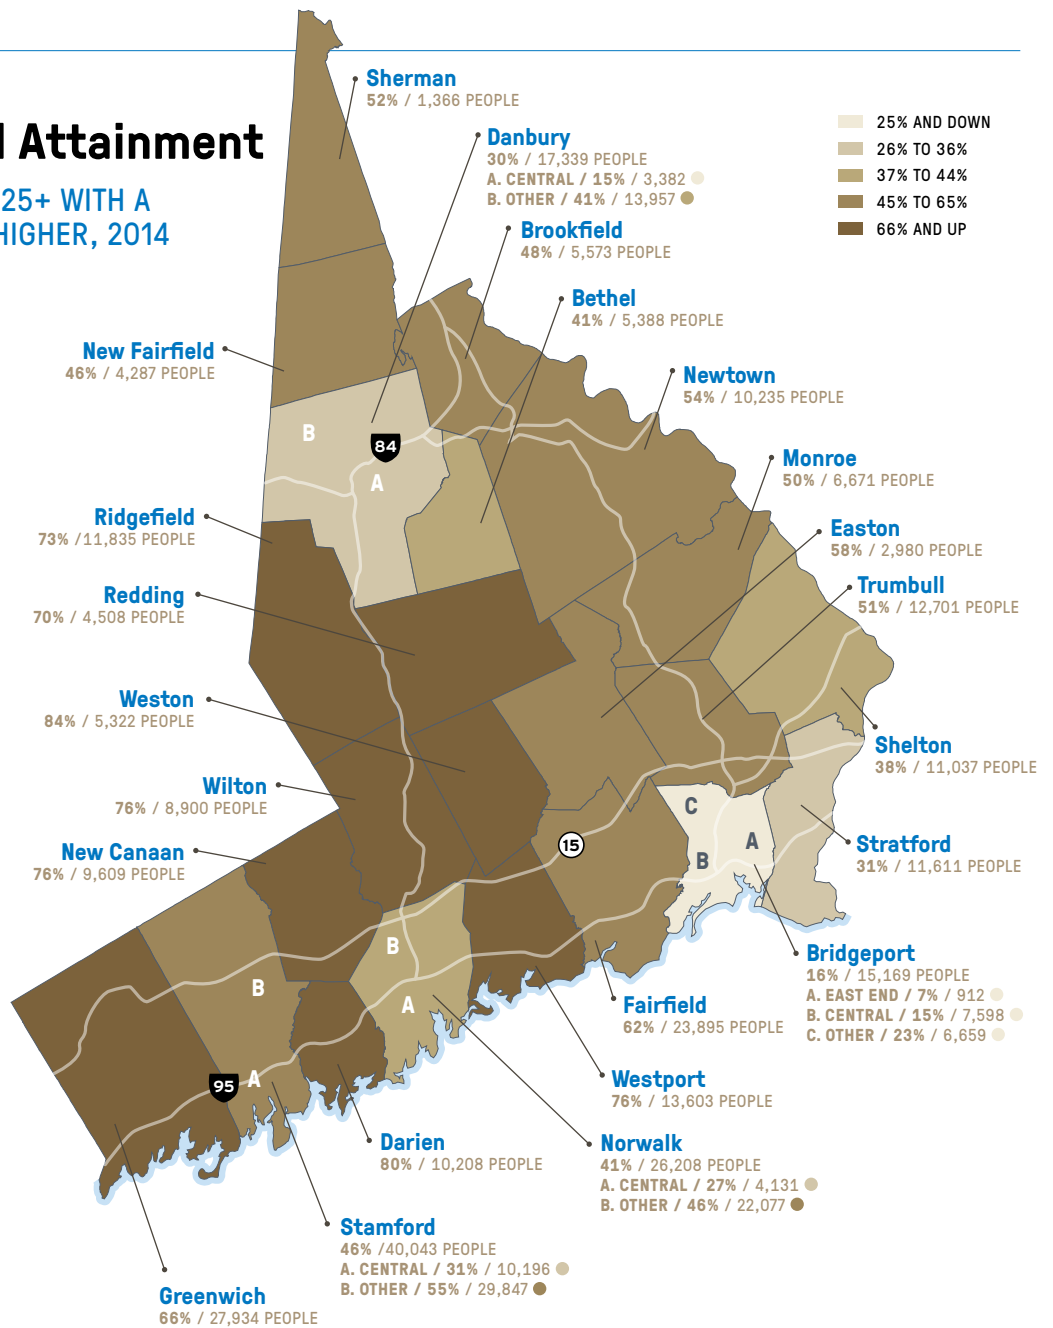 Attainment
25+ WITH A
HIGHER, 2014
25% AND DOWN
26% TO 36%
37% TO 44%
45% TO 65%
66% AND UP
Sherman
52% / 1,366 PEOPLE
Danbury
30% / 17,339 PEOPLE
A. CENTRAL / 15% / 3,382
B. OTHER / 41% / 13,957
Brookfield
48% / 5,573 PEOPLE
Bethel
41% / 5,388 PEOPLE
New Fairfield
46% / 4,287 PEOPLE
Newtown
54% / 10,235 PEOPLE
B
84
A
Monroe
50% / 6,671 PEOPLE
Ridgefield
73% /11,835 PEOPLE
Easton
58% / 2,980 PEOPLE
Redding
70% / 4,508 PEOPLE
Trumbull
51% / 12,701 PEOPLE
Weston
84% / 5,322 PEOPLE
Shelton
38% / 11,037 PEOPLE
Wilton
76% / 8,900 PEOPLE
C
A
B
15
New Canaan
76% / 9,609 PEOPLE
Stratford
31% / 11,611 PEOPLE
B
A
Bridgeport
16% / 15,169 PEOPLE
A. EAST END / 7% / 912
B. CENTRAL / 15% / 7,598
C. OTHER / 23% / 6,659
B
A
95
Fairfield
62% / 23,895 PEOPLE
Westport
76% / 13,603 PEOPLE
Darien
80% / 10,208 PEOPLE
Norwalk
41% / 26,208 PEOPLE
A. CENTRAL / 27% / 4,131
B. OTHER / 46% / 22,077
Stamford
46% /40,043 PEOPLE
A. CENTRAL / 31% / 10,196
B. OTHER / 55% / 29,847
Greenwich
66% / 27,934 PEOPLE